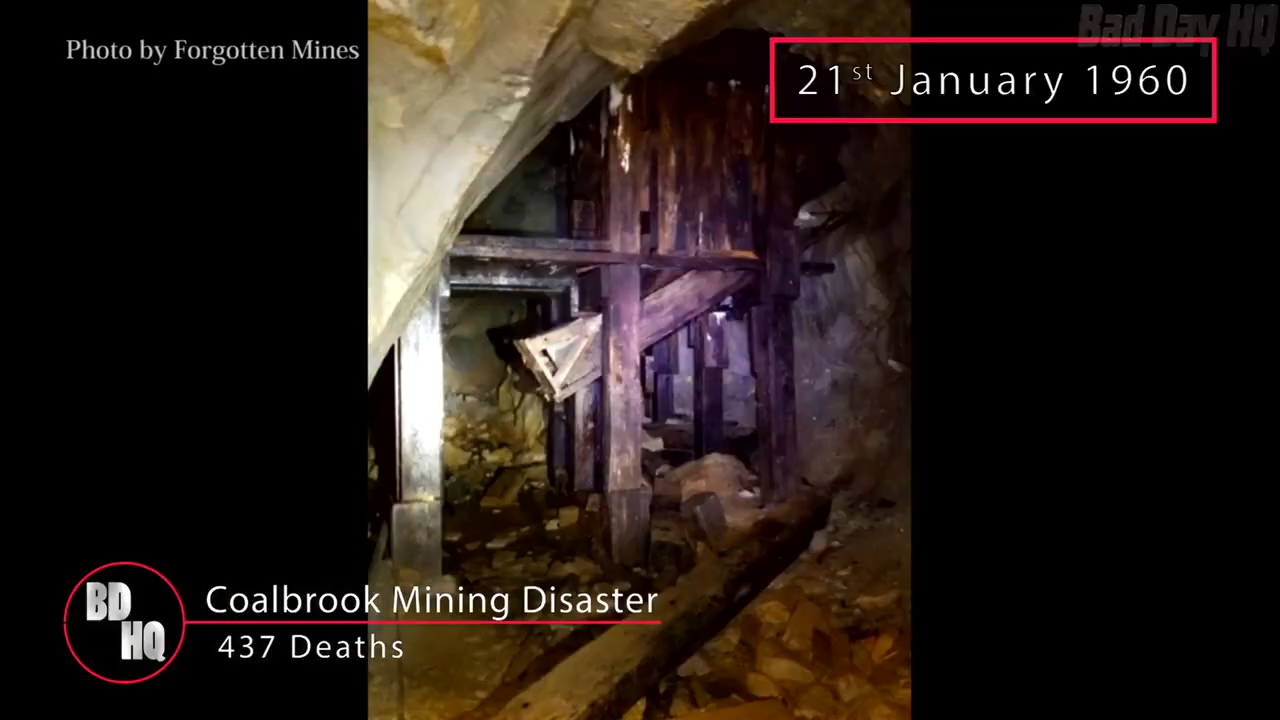 Photo by Forgotten Mines
Bad Day HQ
21st January 1960
BD
HQ
Coalbrook Mining Disaster
437 Deaths